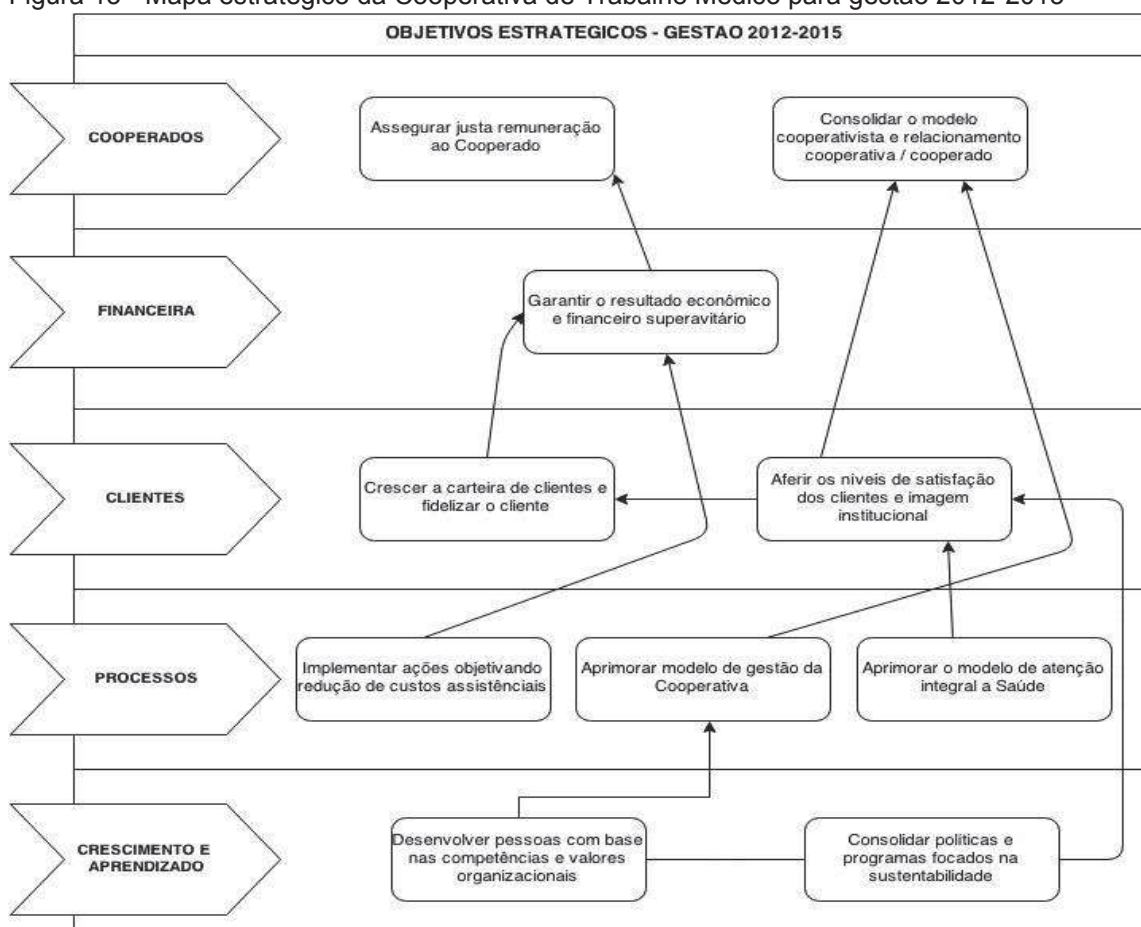 Mapa estratégico da Cooperativa de Trabalho Médico para gestão
OBJETIVOS ESTRATEGICOS - GESTAO 2012-2015
COOPERADOS
Assegurar justa remuneração
ao Cooperado
Consolidar o modelo
cooperativista e relacionamento
cooperativa / cooperado
FINANCEIRA
Garantir o resultado econômico
e financeiro superavitário
CLIENTES
Crescer a carteira de clientes e
fidelizar o cliente
Aferir os níveis de satisfação
dos clientes e imagem
institucional
PROCESSOS
Implementar ações objetivando
redução de custos assistênciais
Aprimorar modelo de gestão da
Cooperativa
Aprimorar o modelo de atenção
integral a Saúde
CRESCIMENTO E
APRENDIZADO
Desenvolver pessoas com base
nas competências e valores
organizacionais
Consolidar políticas e
programas focados na
sustentabilidade